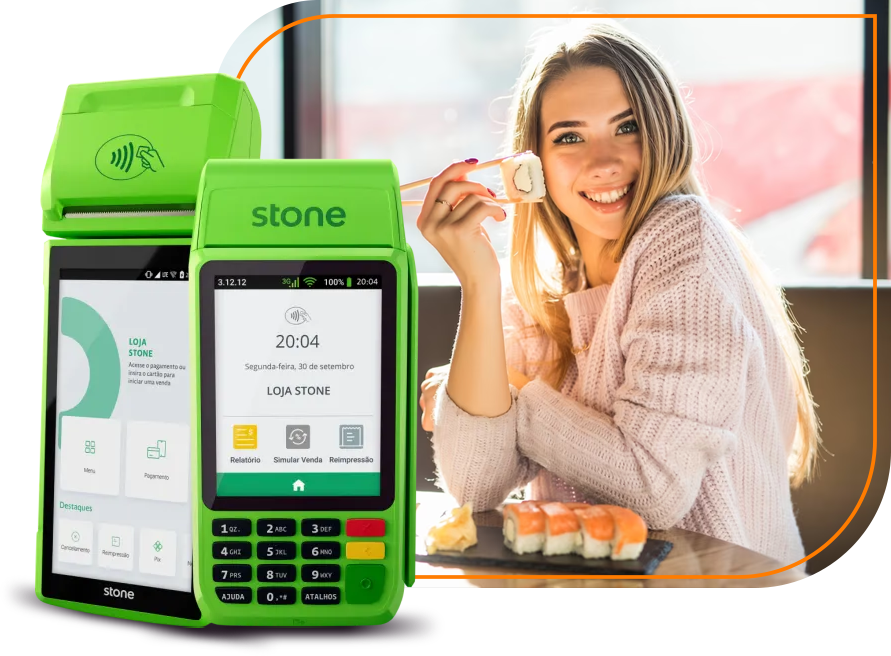 stone
3.12.12 3G 100% 20:04
20:04
Segunda-feira, 30 de setembro
LOJA STONE
Relatório Simular Venda Reimpressão
1 QZ. 2 ABC 3 DEF
4 GHI 5 JKL 6 MNO
7 PRS 8 TUV 9 WXY
AJUDA 0 .*# ATALHOS
LTE
LOJA
STONE
Acesse o pagamento ou
insira o cartão para
iniciar uma venda
Menu Pagamento
Destaques
Cancelamento Reimpressão Pix
stone